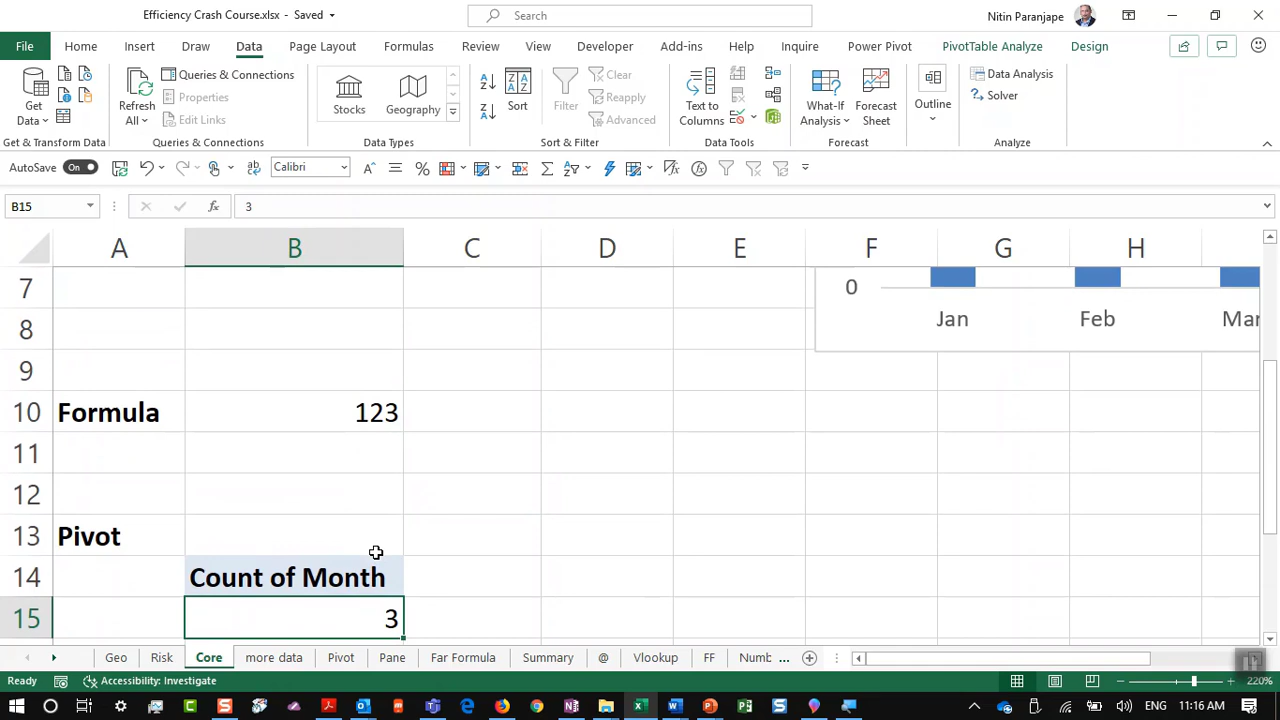 Efficiency Crash Course.xlsx - Saved
Search
Nitin Paranjape
File Home Insert Draw Data Page Layout Formulas Review View Developer Add-ins Help Inquire Power Pivot PivotTable Analyze Design
Get Data
Refresh All
Queries & Connections
Properties
Edit Links
Stocks
Geography
Sort
Filter
Clear
Reapply
Advanced
Text to Columns
What-If Analysis
Forecast Sheet
Outline
Data Analysis
Solver
Get & Transform Data Queries & Connections Data Types Sort & Filter Data Tools Forecast Analyze
AutoSave On Calibri
B15 3
A B C D E F G H
7
8
9
10 Formula 123
11
12
13 Pivot
14 Count of Month
15 3
0
Jan Feb Mar
Geo Risk Core more data Pivot Pane Far Formula Summary @ Vlookup FF Numb ...
Ready Accessibility: Investigate 220%
ENG 11:16 AM